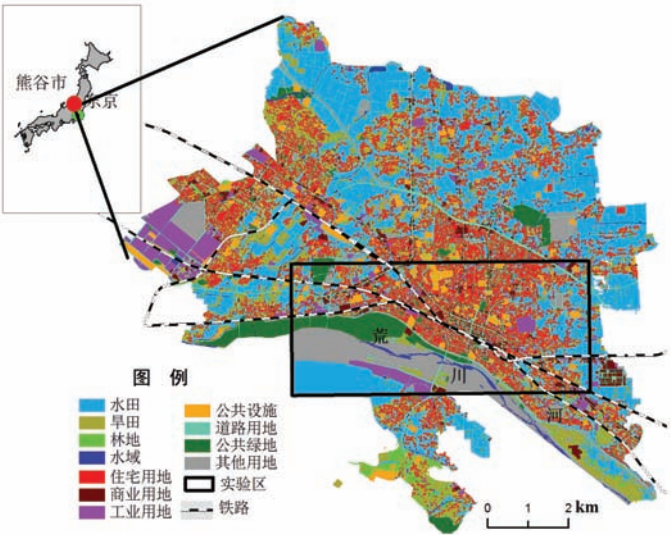 熊谷市
东京
荒
川
河
图 例
水田
旱田
林地
水域
住宅用地
商业用地
工业用地
公共设施
道路用地
公共绿地
其他用地
实验区
铁路
0 1 2 km